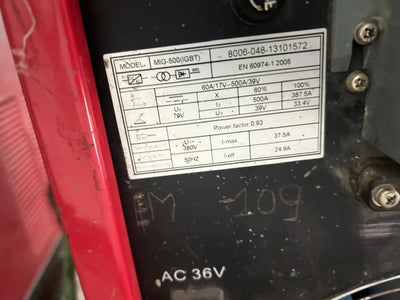 MODEL: MIG-500(IGBT) 8006-048-13101572
EN 60974-1:2005
60A/17V~500A/39V
X 60% 100%
I2 500A 387.5A
79V U2 39V 33.4V
Power factor 0.93
U1 380V I1max 37.5A
50HZ I1eff 24.9A
EM 109
AC 36V